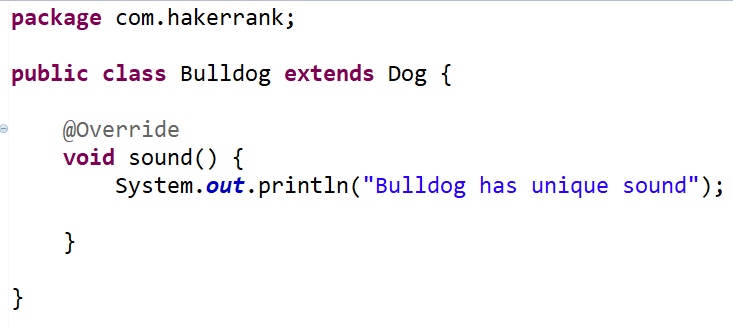 package com.hakerrank;
public class Bulldog extends Dog {
@Override
void sound() {
System.out.println("Bulldog has unique sound");
}
}